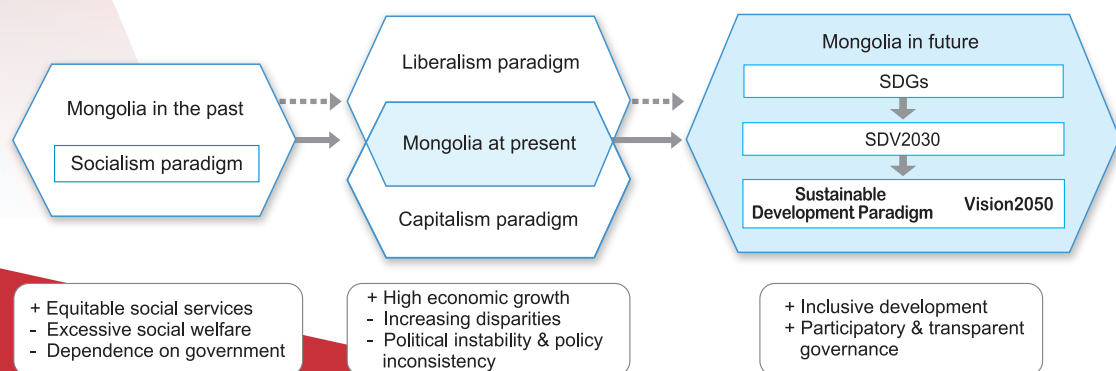 Mongolia in the past
Socialism paradigm
Liberalism paradigm
Mongolia at present
Capitalism paradigm
Mongolia in future
SDGs
SDV2030
Sustainable
Development Paradigm
Vision2050
+ Equitable social services
- Excessive social welfare
- Dependence on government
+ High economic growth
- Increasing disparities
- Political instability & policy
inconsistency
+ Inclusive development
+ Participatory & transparent
governance